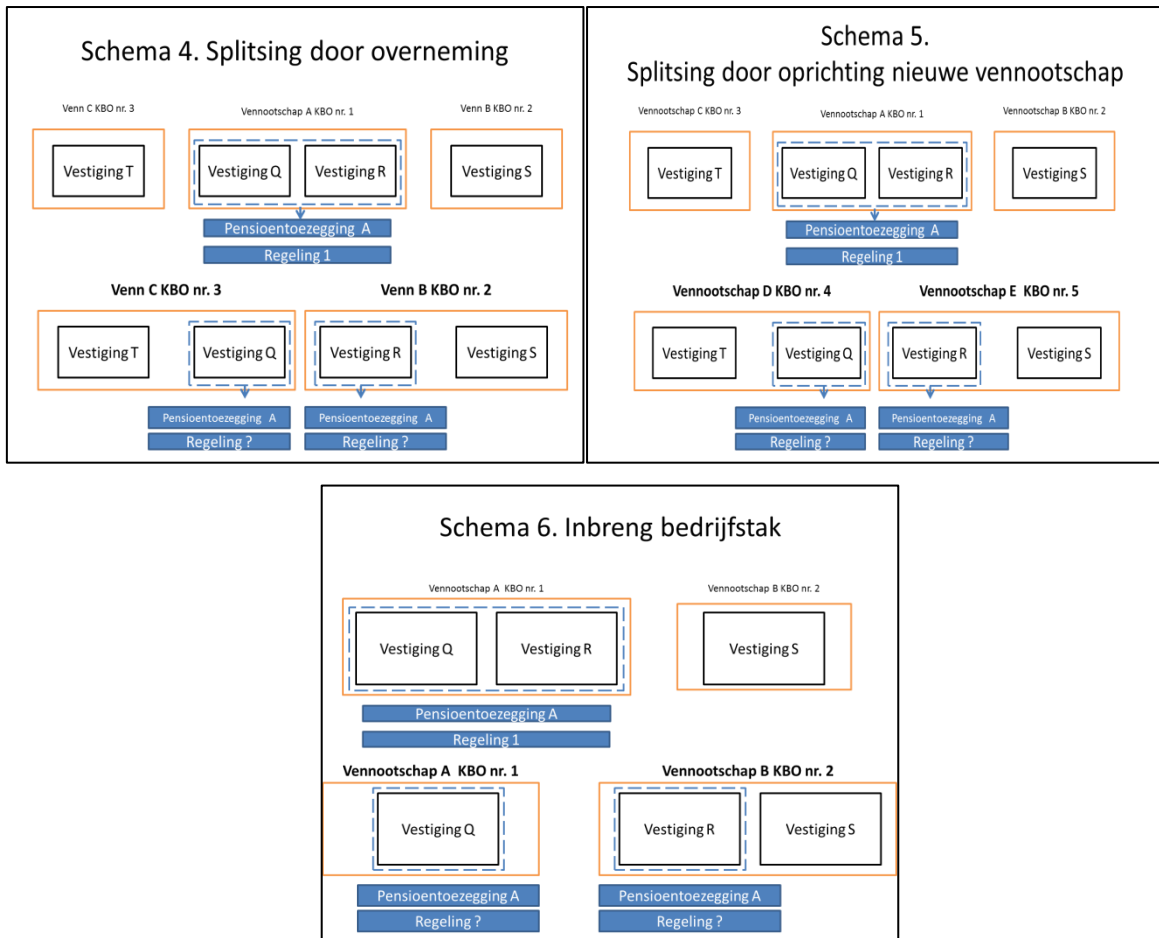 Schema 4. Splitsing door overneming
Venn C KBO nr. 3
Vennootschap A KBO nr. 1
Venn B KBO nr. 2
Vestiging T
Vestiging Q
Vestiging R
Vestiging S
Pensioentoezegging A
Regeling 1
Venn C KBO nr. 3
Venn B KBO nr. 2
Vestiging T
Vestiging Q
Vestiging R
Vestiging S
Pensioentoezegging A
Pensioentoezegging A
Regeling ?
Regeling ?
Schema 5.
Splitsing door oprichting nieuwe vennootschap
Vennootschap C KBO nr. 3
Vennootschap A KBO nr. 1
Vennootschap B KBO nr. 2
Vestiging T
Vestiging Q
Vestiging R
Vestiging S
Pensioentoezegging A
Regeling 1
Vennootschap D KBO nr. 4
Vennootschap E KBO nr. 5
Vestiging T
Vestiging Q
Vestiging R
Vestiging S
Pensioentoezegging A
Pensioentoezegging A
Regeling ?
Regeling ?
Schema 6. Inbreng bedrijfstak
Vennootschap A KBO nr. 1
Vennootschap B KBO nr. 2
Vestiging Q
Vestiging R
Vestiging S
Pensioentoezegging A
Regeling 1
Vennootschap A KBO nr. 1
Vennootschap B KBO nr. 2
Vestiging Q
Vestiging R
Vestiging S
Pensioentoezegging A
Pensioentoezegging A
Regeling ?
Regeling ?